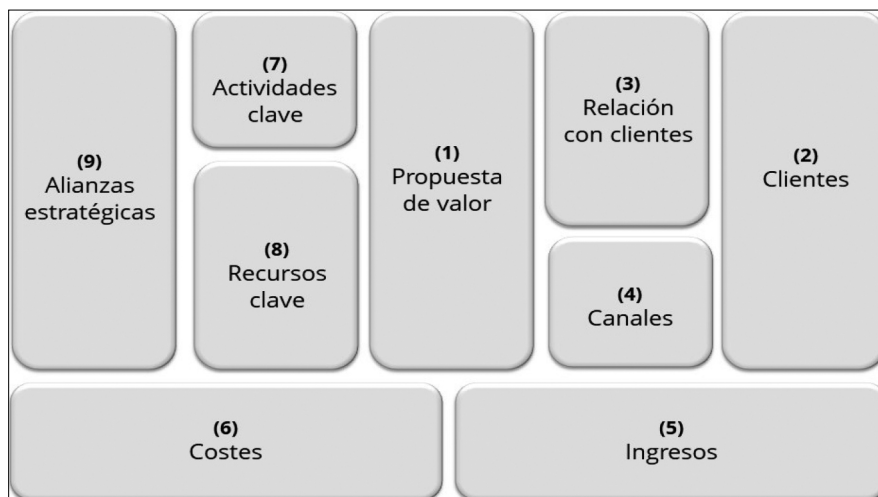 (9)
Alianzas
estratégicas
(7)
Actividades
clave
(8)
Recursos
clave
(1)
Propuesta
de valor
(3)
Relación
con clientes
(4)
Canales
(2)
Clientes
(6)
Costes
(5)
Ingresos